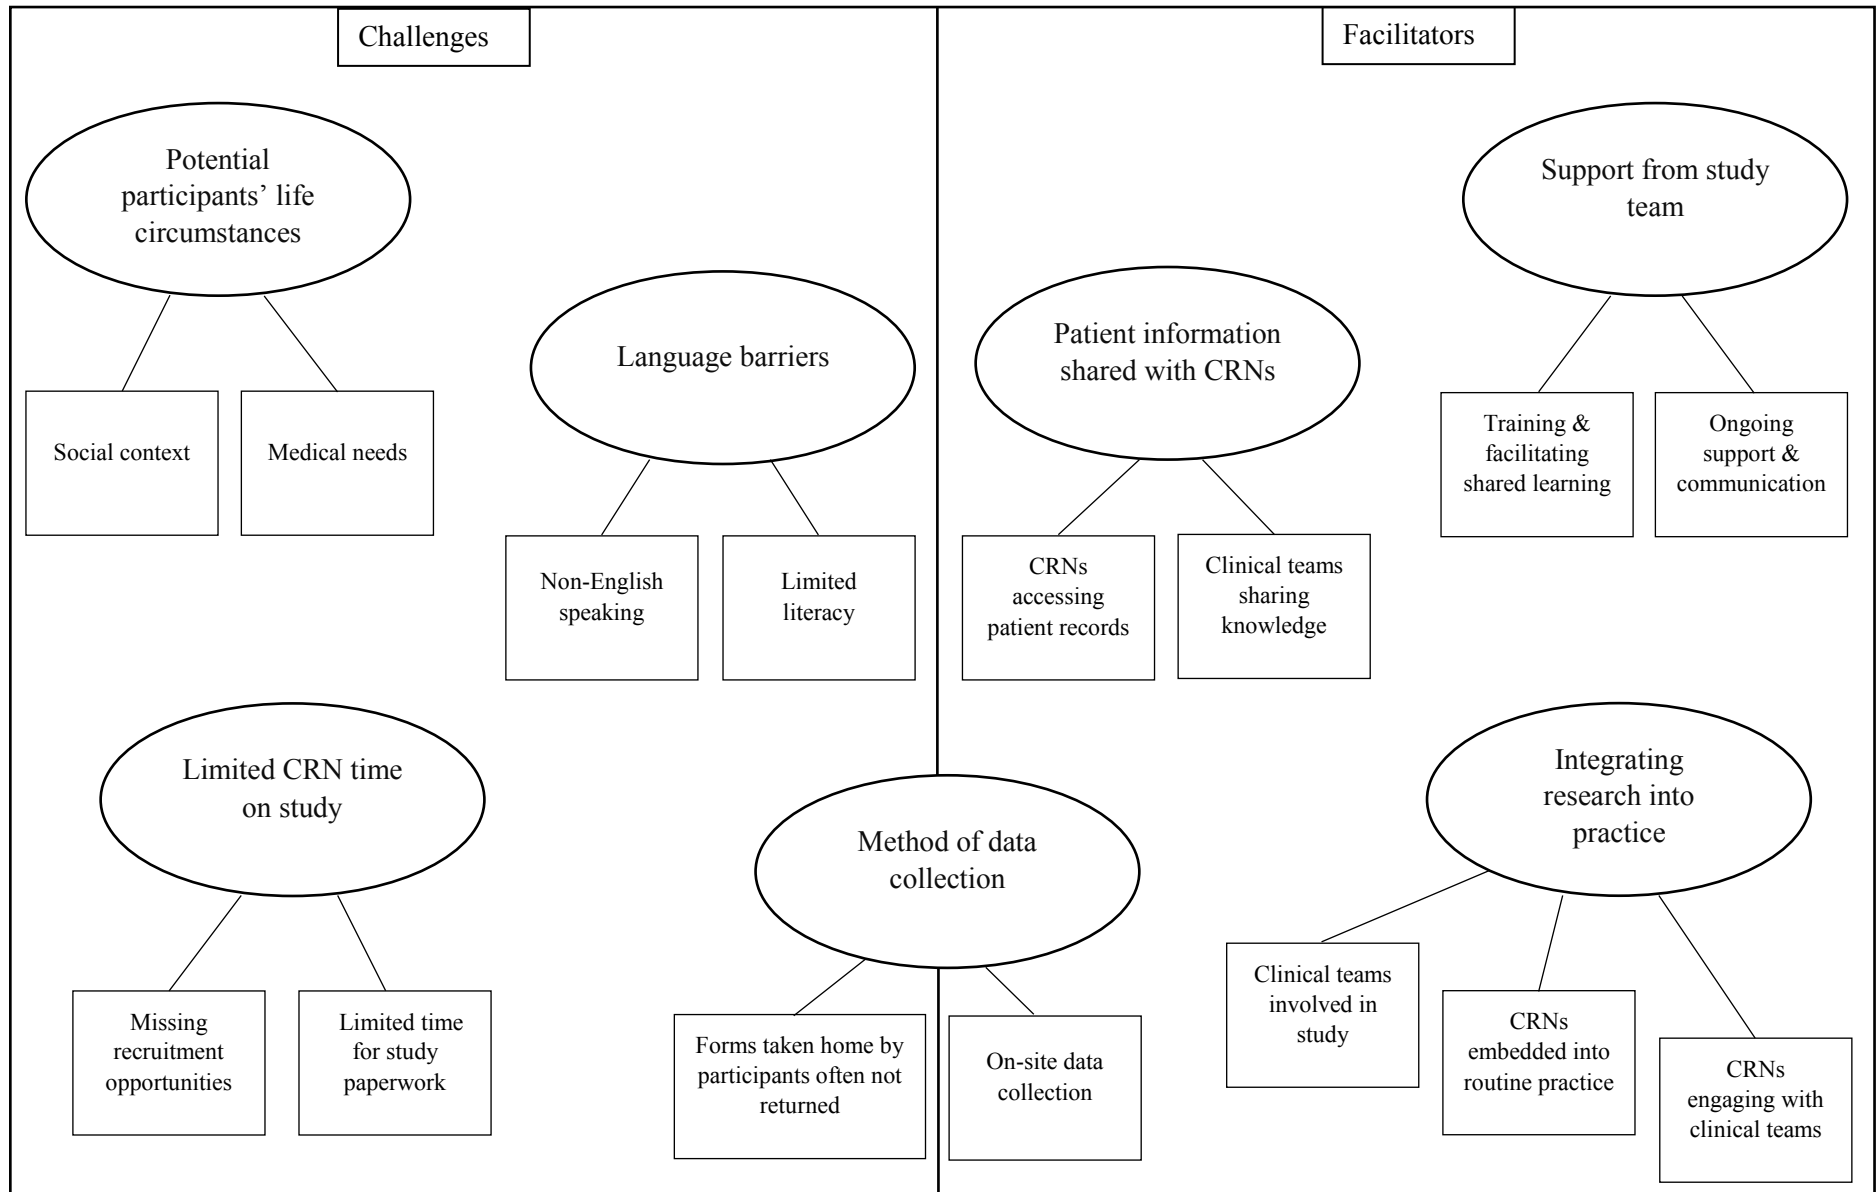 Challenges
Facilitators
Potential
participants’ life
circumstances
Social context
Medical needs
Language barriers
Non-English
speaking
Limited
literacy
Limited CRN time
on study
Missing
recruitment
opportunities
Limited time
for study
paperwork
Method of data
collection
Forms taken home by
participants often not
returned
On-site data
collection
Patient information
shared with CRNs
CRNs
accessing
patient records
Clinical teams
sharing
knowledge
Support from study
team
Training &
facilitating
shared learning
Ongoing
support &
communication
Integrating
research into
practice
Clinical teams
involved in
study
CRNs
embedded into
routine practice
CRNs
engaging with
clinical teams